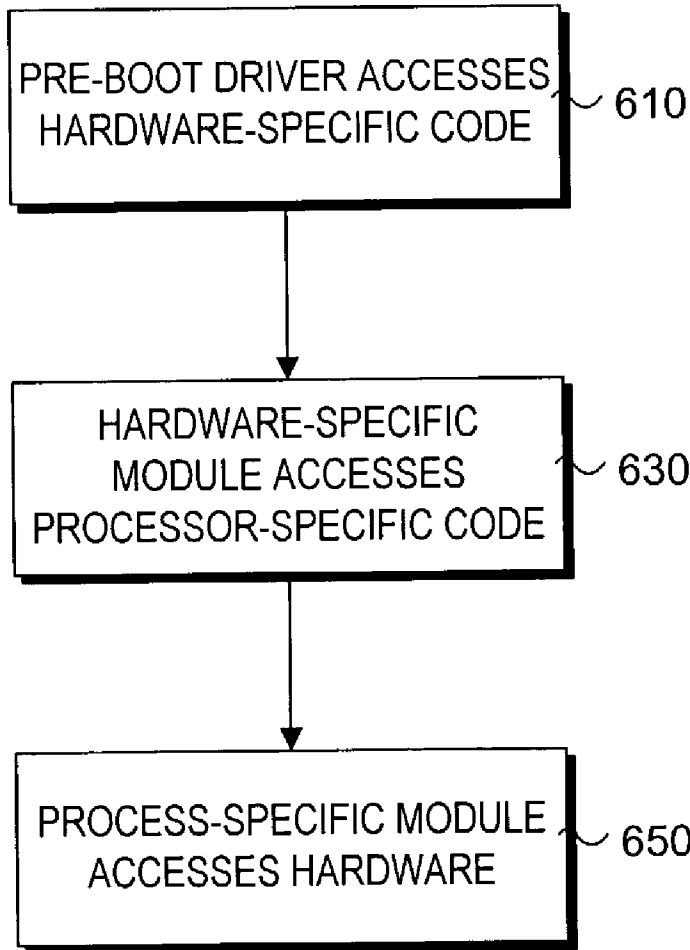 PRE-BOOT DRIVER ACCESSES
HARDWARE-SPECIFIC CODE
610
HARDWARE-SPECIFIC
MODULE ACCESSES
PROCESSOR-SPECIFIC CODE
630
PROCESS-SPECIFIC MODULE
ACCESSES HARDWARE
650